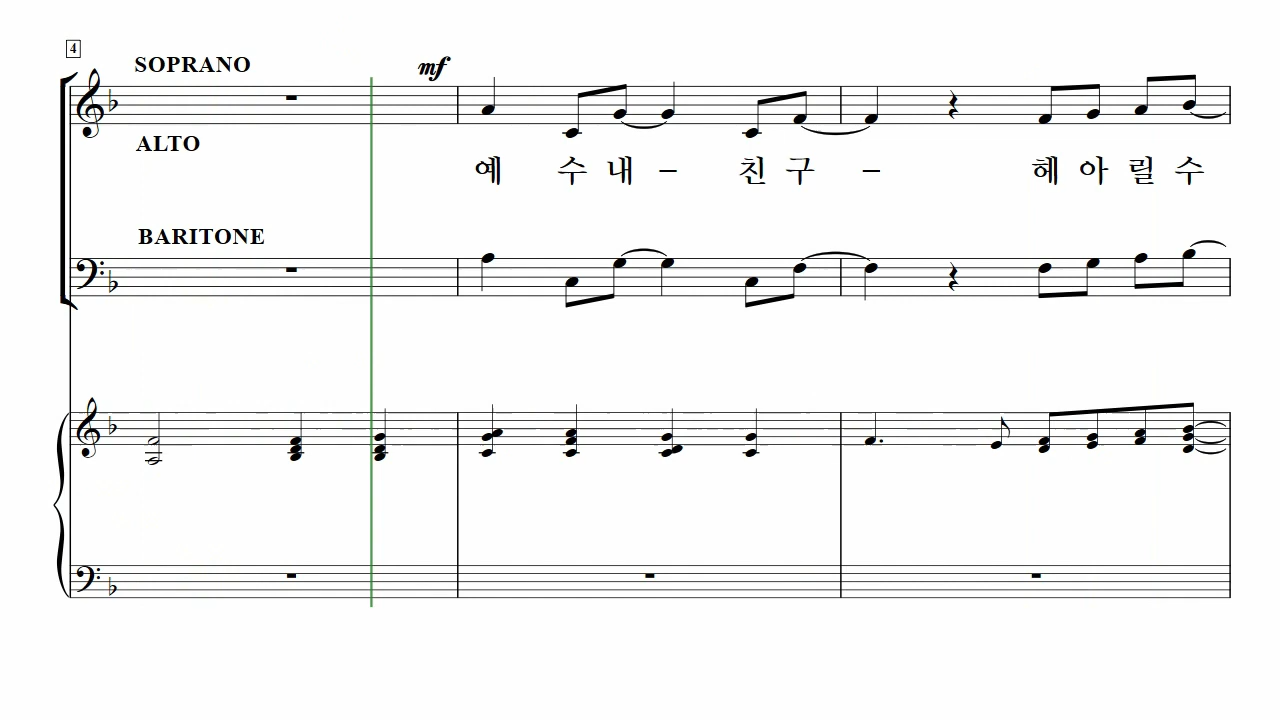 4
SOPRANO
mf
ALTO
예 수 내 – 친 구 – 헤 아 릴 수
BARITONE